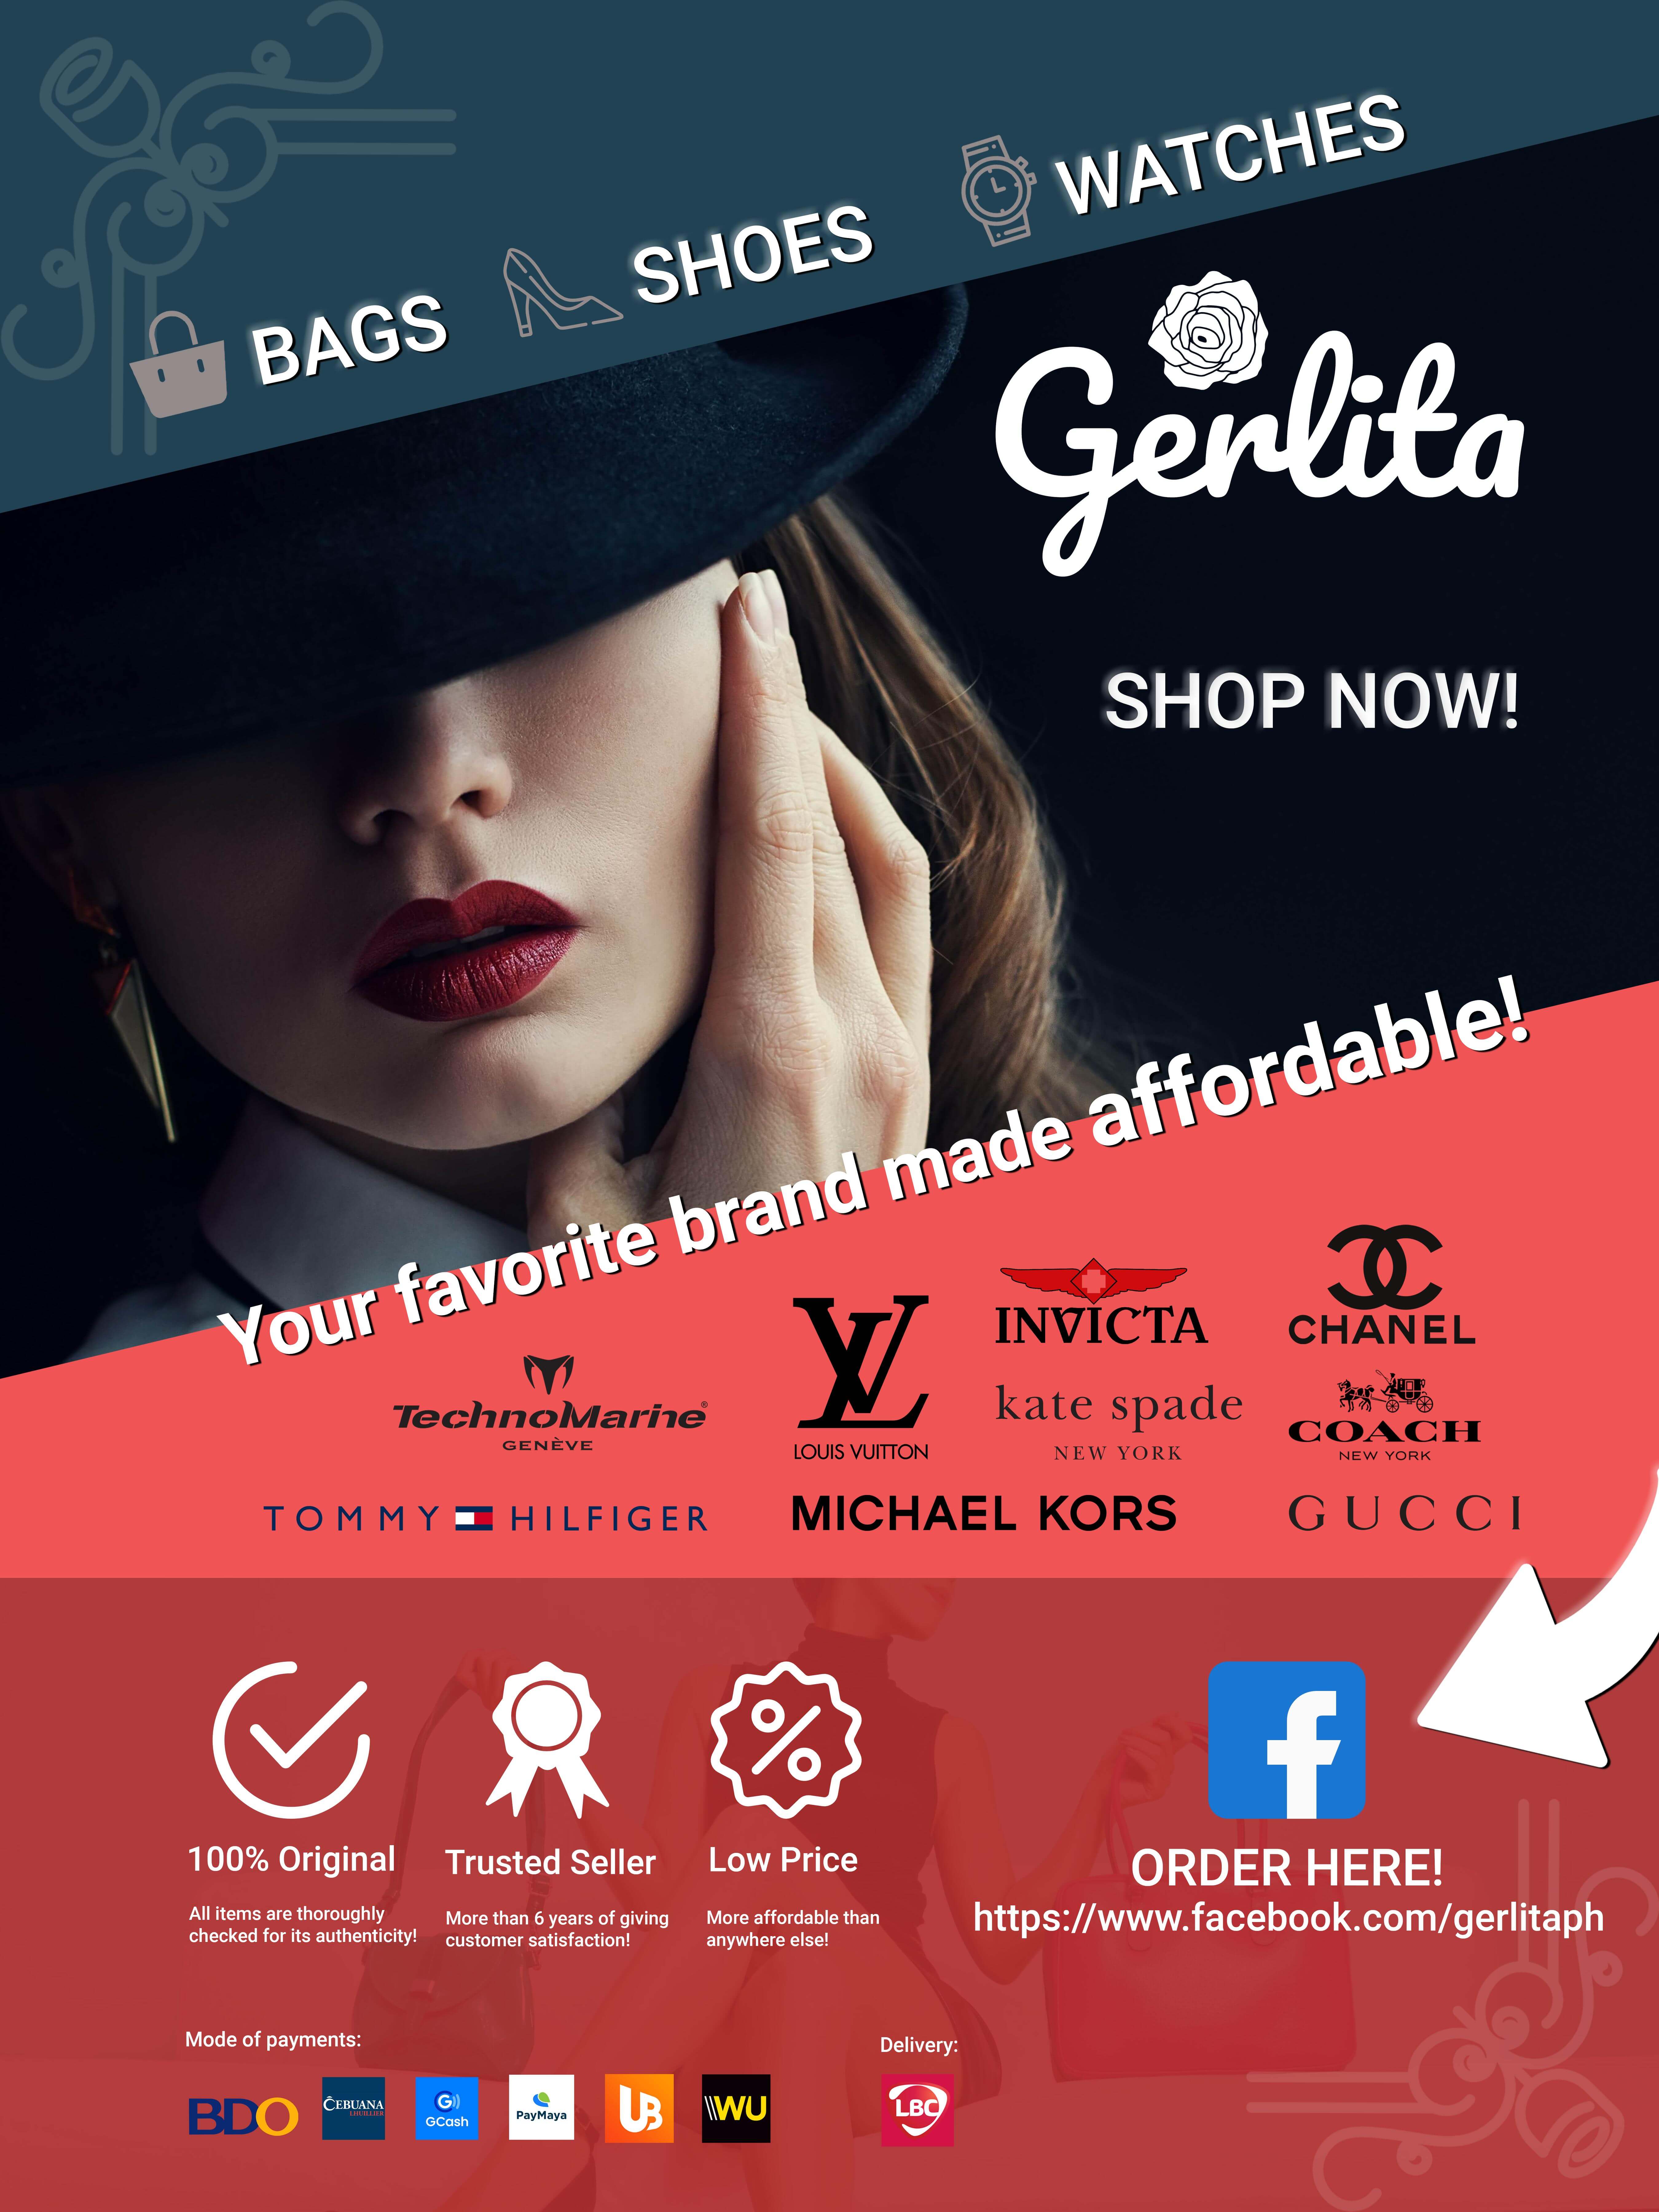 BAGS
SHOES
WATCHES
Gerlita
SHOP NOW!
Your favorite brand made affordable!
TechnoMarine®
GENÈVE
LV
LOUIS VUITTON
INVICTA
CHANEL
kate spade
NEW YORK
COACH
NEW YORK
TOMMY HILFIGER
MICHAEL KORS
GUCCI
100% Original
All items are thoroughly
checked for its authenticity!
Trusted Seller
More than 6 years of giving
customer satisfaction!
Low Price
More affordable than
anywhere else!
f
ORDER HERE!
https://www.facebook.com/gerlitaph
Mode of payments:
BDO
CEBUANA
LHUILLIER
G
GCash
PayMaya
UB
WU
Delivery:
LBC